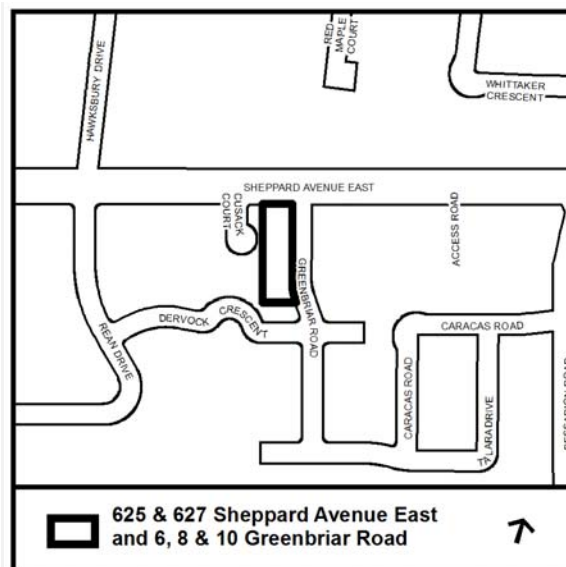 RED
MAPLE
COURT
HAWKSBURY DRIVE
WHITTAKER
CRESCENT
SHEPPARD AVENUE EAST
CUSACK
COURT
ACCESS ROAD
GREENBRIAR ROAD
DERVOCK
CRESCENT
REAN DRIVE
CARACAS ROAD
CARACAS ROAD
TALARA DRIVE
625 & 627 Sheppard Avenue East
and 6, 8 & 10 Greenbriar Road